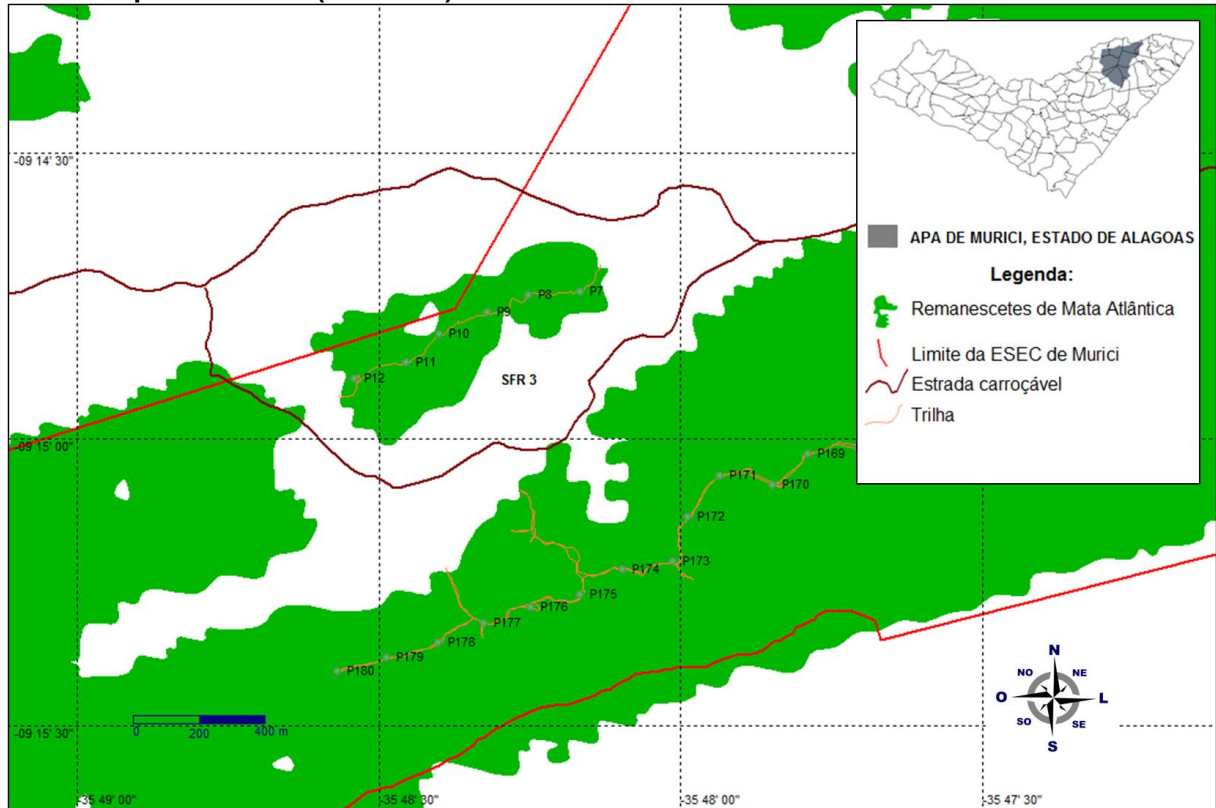 -09 14' 30"
APA DE MURICI, ESTADO DE ALAGOAS
Legenda:
Remanescetes de Mata Atlântica
Limite da ESEC de Murici
Estrada carroçável
Trilha
P7
P8
P9
P10
P11
P12
SFR 3
-09 15' 00"
P169
P170
P171
P172
P173
P174
P175
P176
P177
P178
P179
P180
N
NO
NE
O
L
SO
SE
S
-09 15' 30"
0 200 400 m
-35 49' 00"
-35 48' 30"
-35 48' 00"
-35 47' 30"